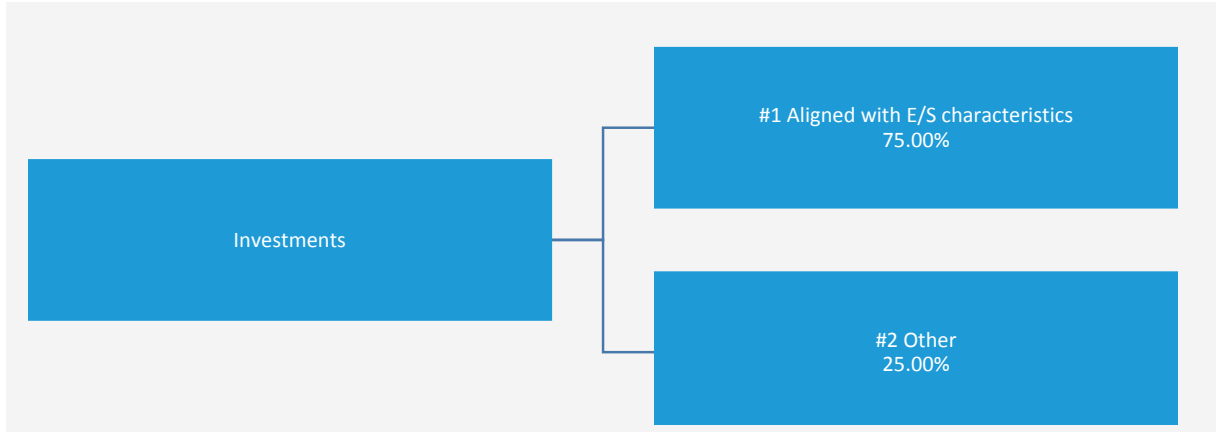 #1 Aligned with E/S characteristics
75.00%
Investments
#2 Other
25.00%